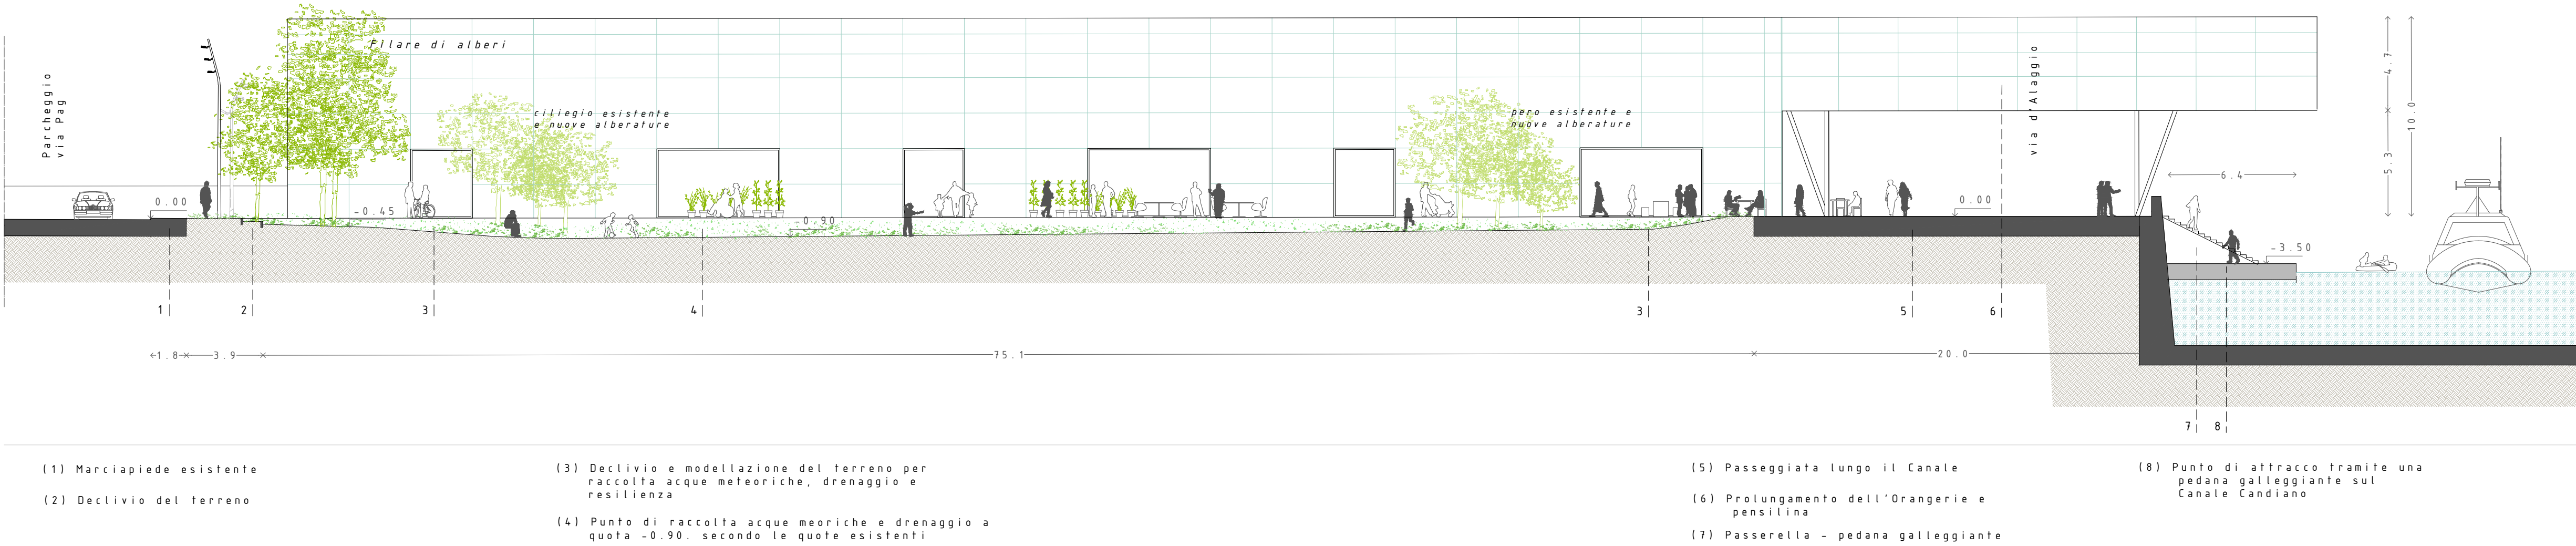 Parcheggio
via Pag
Filare di alberi
ciliegio esistente
e nuove alberature
pero esistente e
nuove alberature
via d'Alaggio
0.00
-0.45
-0.90
0.00
-3.50
4.7
5.3
10.0
6.4
1
2
3
4
3
5
6
7
8
1.8
3.9
75.1
20.0
(1) Marciapiede esistente
(2) Declivio del terreno
(3) Declivio e modellazione del terreno per
raccolta acque meteoriche, drenaggio e
resilienza
(4) Punto di raccolta acque meoriche e drenaggio a
quota -0.90. secondo le quote esistenti
(5) Passeggiata lungo il Canale
(6) Prolungamento dell'Orangerie e
pensilina
(7) Passerella - pedana galleggiante
(8) Punto di attracco tramite una
pedana galleggiante sul
Canale Candiano